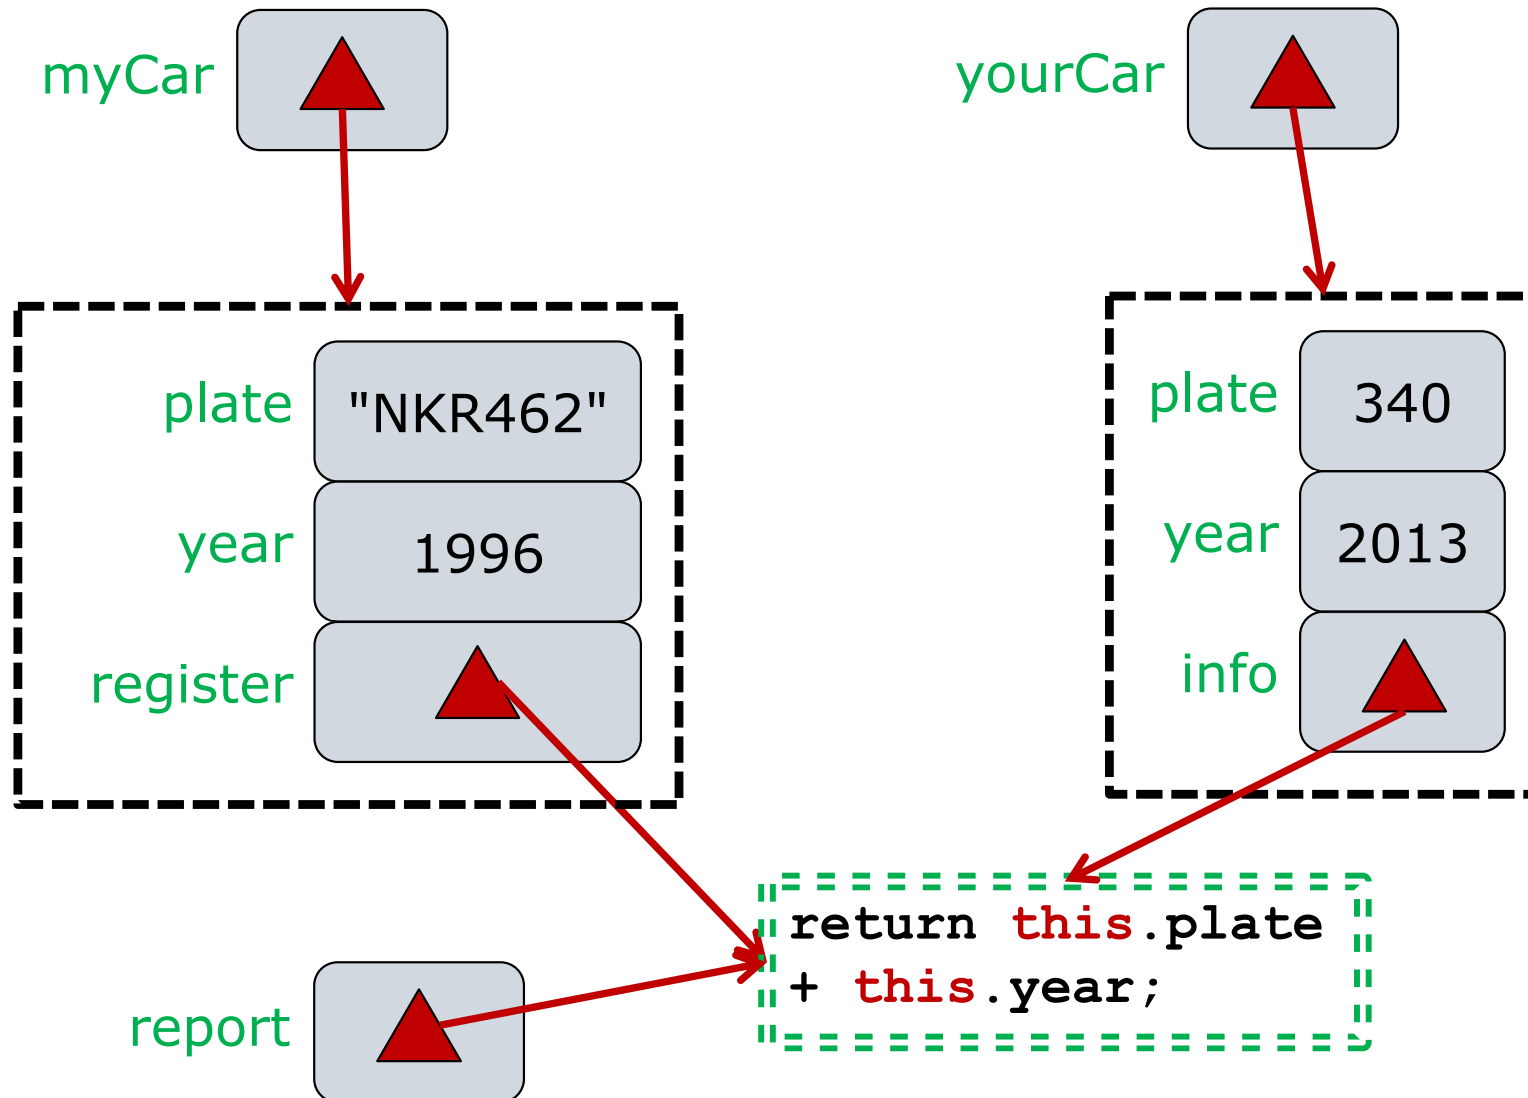 myCar
yourCar
plate "NKR462"
year 1996
register
plate 340
year 2013
info
return this.plate
+ this.year;
report